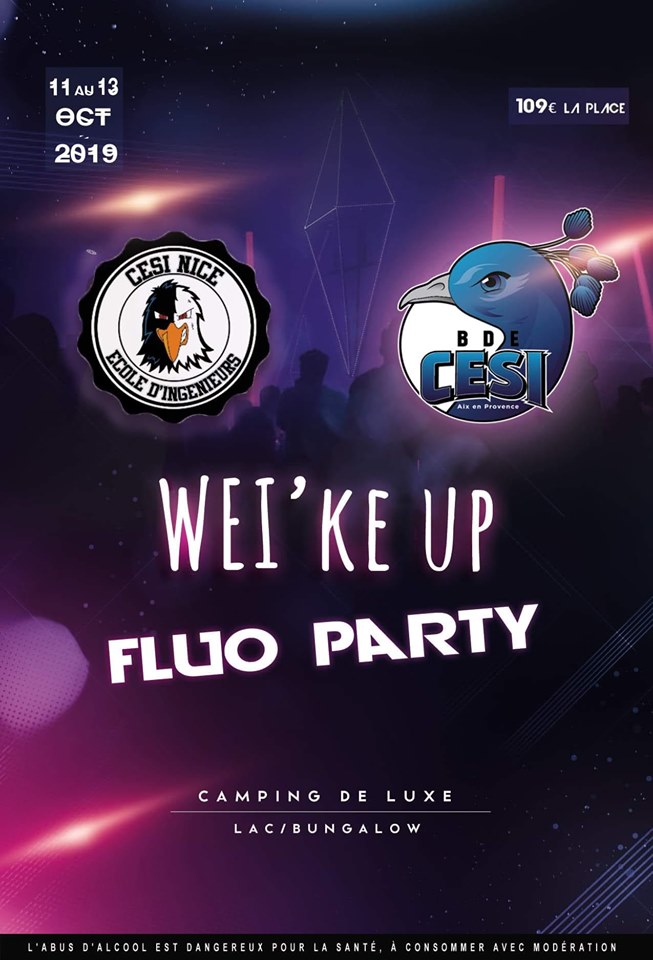 11 AU 13
OCT
2019
109€ LA PLACE
CESI NICE
ECOLE D'INGENIEURS
BDE
CESI
Aix en Provence
WEI'KE UP
FLUO PARTY
CAMPING DE LUXE
LAC/BUNGALOW
L'ABUS D'ALCOOL EST DANGEREUX POUR LA SANTÉ, À CONSOMMER AVEC MODÉRATION